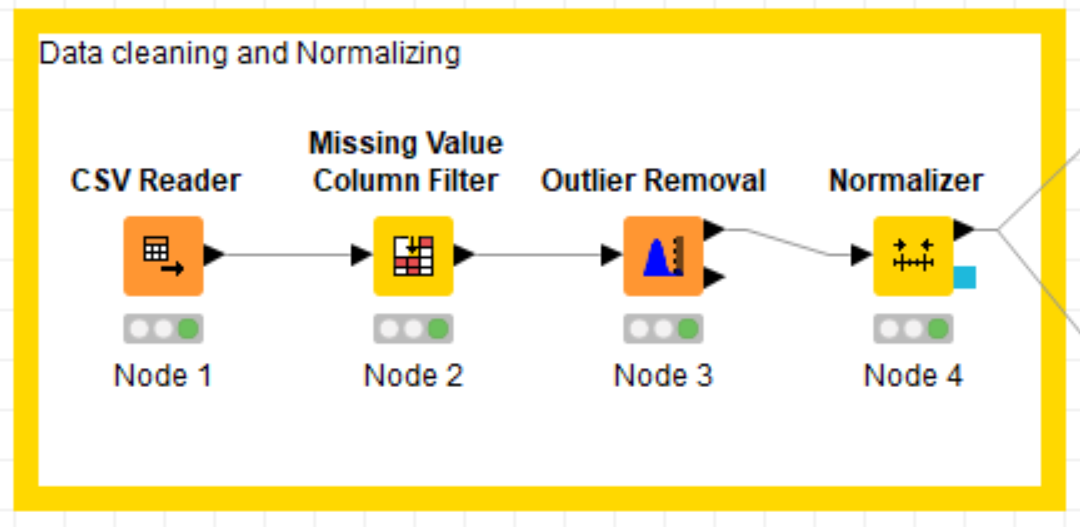 Data cleaning and Normalizing
Missing Value
CSV Reader
Column Filter
Outlier Removal
Normalizer
Node 1
Node 2
Node 3
Node 4